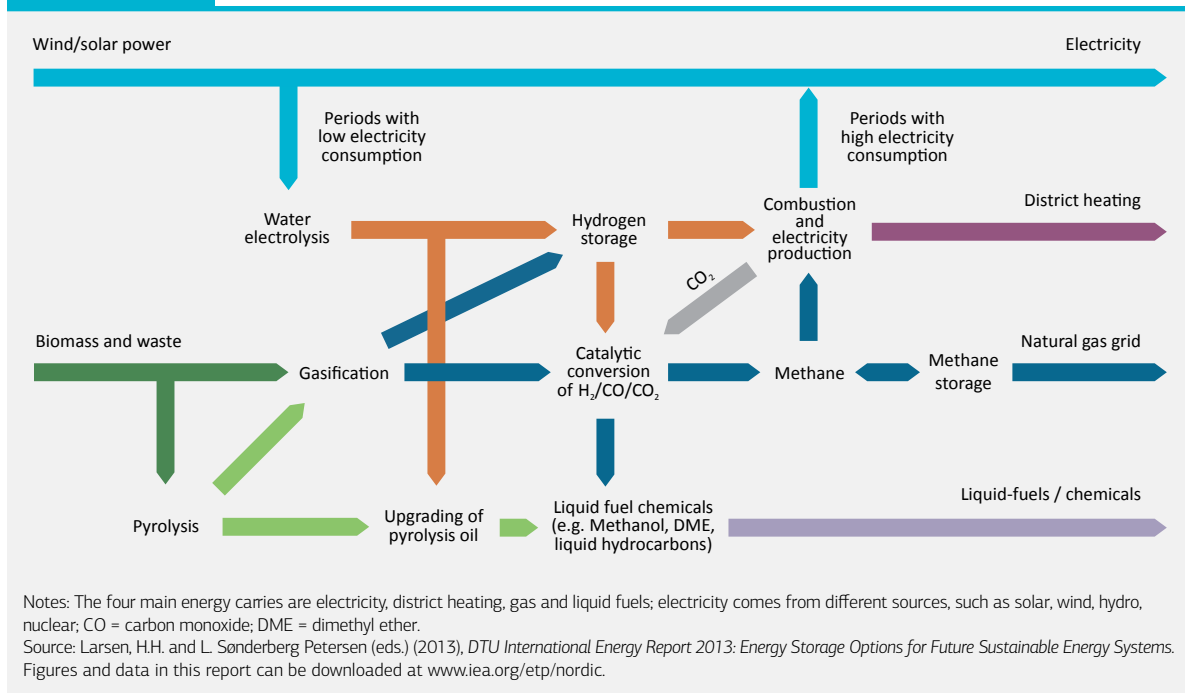 Wind/solar power
Electricity
Periods with
low electricity
consumption
Periods with
high electricity
consumption
Water
electrolysis
Hydrogen
storage
Combustion
and
electricity
production
District heating
CO₂
Biomass and waste
Gasification
Catalytic
conversion
of H₂/CO/CO₂
Methane
Methane
storage
Natural gas grid
Pyrolysis
Upgrading of
pyrolysis oil
Liquid fuel chemicals
(e.g. Methanol, DME,
liquid hydrocarbons)
Liquid-fuels / chemicals
Notes: The four main energy carries are electricity, district heating, gas and liquid fuels; electricity comes from different sources, such as solar, wind, hydro,
nuclear; CO = carbon monoxide; DME = dimethyl ether.
Source: Larsen, H.H. and L. Sønderberg Petersen (eds.) (2013), DTU International Energy Report 2013: Energy Storage Options for Future Sustainable Energy Systems.
Figures and data in this report can be downloaded at www.iea.org/etp/nordic.